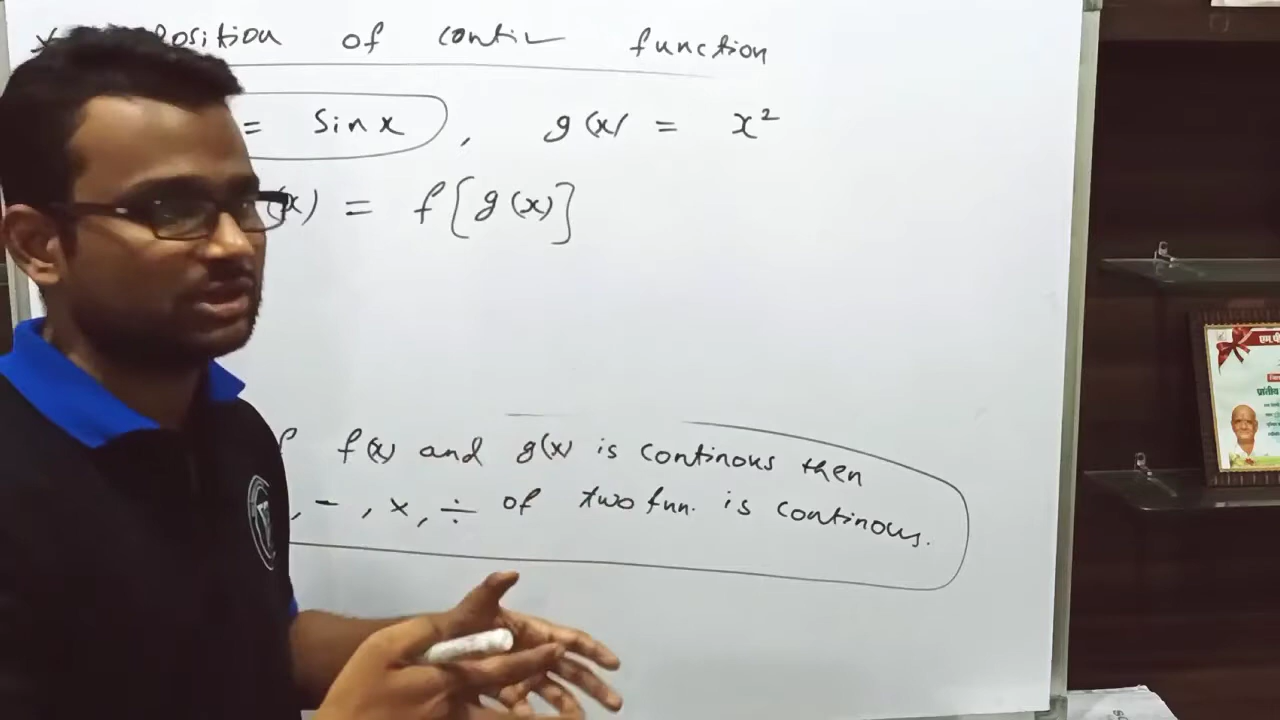 position of contin function
= sinx , g(x) = x²
(x) = f[g(x)]
f f(x) and g(x) is continous then
, - , × , ÷ of two fun. is continous.